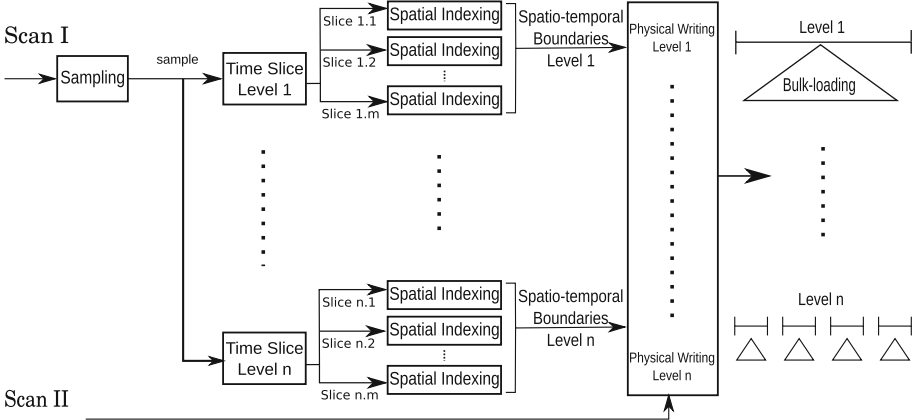 Scan I
Sampling
sample
Time Slice
Level 1
Slice 1.1
Slice 1.2
Slice 1.m
Spatial Indexing
Spatial Indexing
Spatial Indexing
Spatio-temporal
Boundaries
Level 1
Physical Writing
Level 1
Level 1
Bulk-loading
Time Slice
Level n
Slice n.1
Slice n.2
Slice n.m
Spatial Indexing
Spatial Indexing
Spatial Indexing
Spatio-temporal
Boundaries
Level n
Physical Writing
Level n
Level n
Scan II